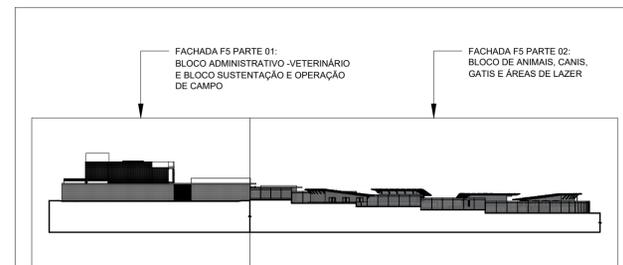 FACHADA F5 PARTE 01:
BLOCO ADMINISTRATIVO -VETERINÁRIO
E BLOCO SUSTENTAÇÃO E OPERAÇÃO
DE CAMPO
FACHADA F5 PARTE 02:
BLOCO DE ANIMAIS, CANIS,
GATIS E ÁREAS DE LAZER